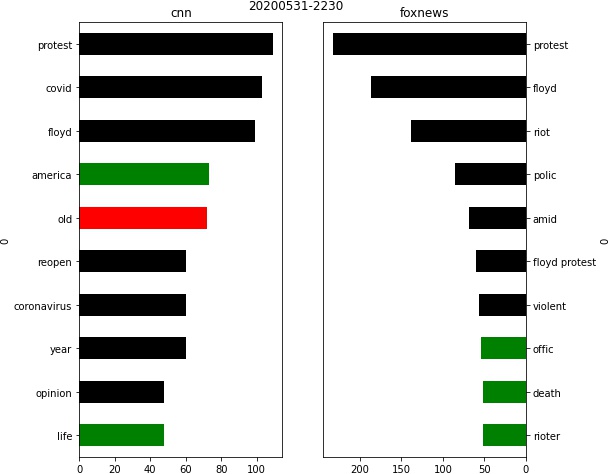 20200531-2230
cnn
protest
covid
floyd
america
old
reopen
coronavirus
year
opinion
life
0
0 20 40 60 80 100
foxnews
protest
floyd
riot
polic
amid
floyd protest
violent
offic
death
rioter
0
200 150 100 50 0